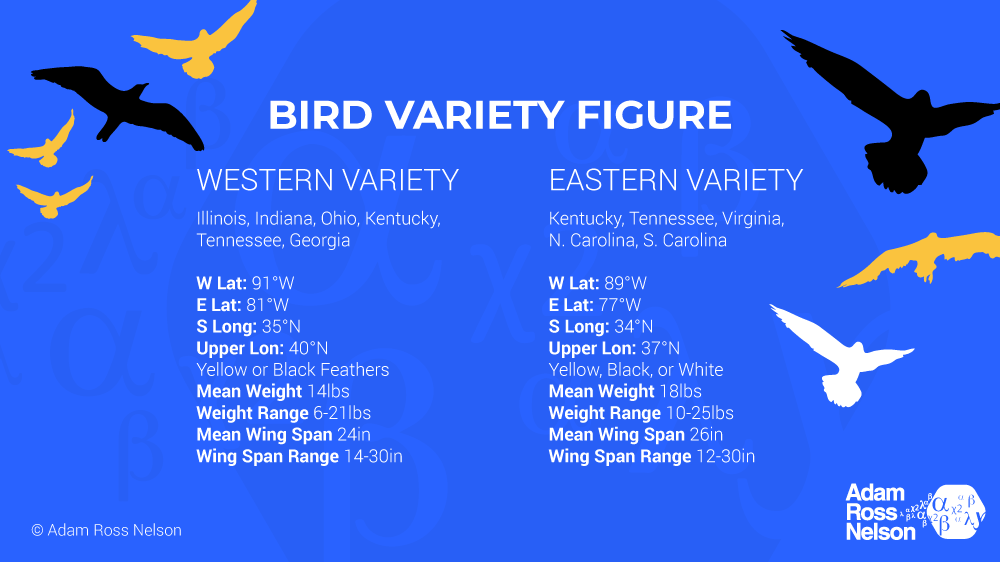 BIRD VARIETY FIGURE
WESTERN VARIETY
Illinois, Indiana, Ohio, Kentucky,
Tennessee, Georgia
W Lat: 91°W
E Lat: 81°W
S Long: 35°N
Upper Lon: 40°N
Yellow or Black Feathers
Mean Weight 14lbs
Weight Range 6-21lbs
Mean Wing Span 24in
Wing Span Range 14-30in
EASTERN VARIETY
Kentucky, Tennessee, Virginia,
N. Carolina, S. Carolina
W Lat: 89°W
E Lat: 77°W
S Long: 34°N
Upper Lon: 37°N
Yellow, Black, or White
Mean Weight 18lbs
Weight Range 10-25lbs
Mean Wing Span 26in
Wing Span Range 12-30in
© Adam Ross Nelson
Adam
Ross
Nelson